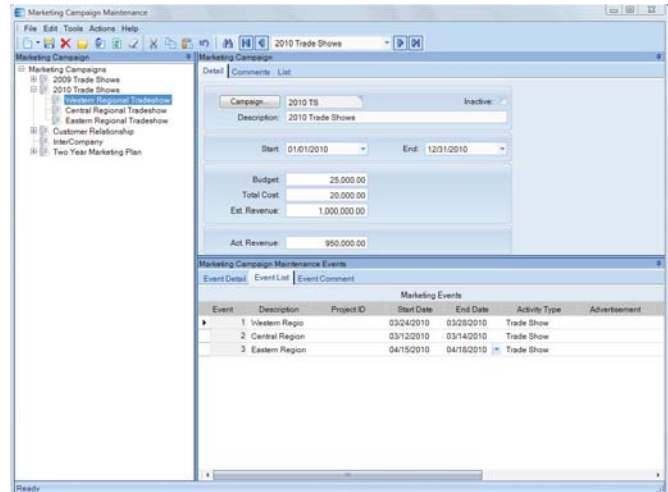 Marketing Campaign Maintenance
File Edit Tools Actions Help
2010 Trade Shows
Marketing Campaign
Marketing Campaigns
2009 Trade Shows
2010 Trade Shows
Western Regional Tradeshow
Central Regional Tradeshow
Eastern Regional Tradeshow
Customer Relationship
InterCompany
Two Year Marketing Plan
Marketing Campaign
Detail Comments List
Campaign... 2010 TS Inactive:
Description: 2010 Trade Shows
Start: 01/01/2010 End: 12/31/2010
Budget: 25,000.00
Total Cost: 20,000.00
Est. Revenue: 1,000,000.00
Act. Revenue: 950,000.00
Marketing Campaign Maintenance Events
Event Detail Event List Event Comment
Marketing Events
Event Description Project ID Start Date End Date Activity Type Advertisement
1 Western Regio 03/24/2010 03/28/2010 Trade Show
2 Central Region 03/12/2010 03/14/2010 Trade Show
3 Eastern Region 04/15/2010 04/18/2010 Trade Show
Ready